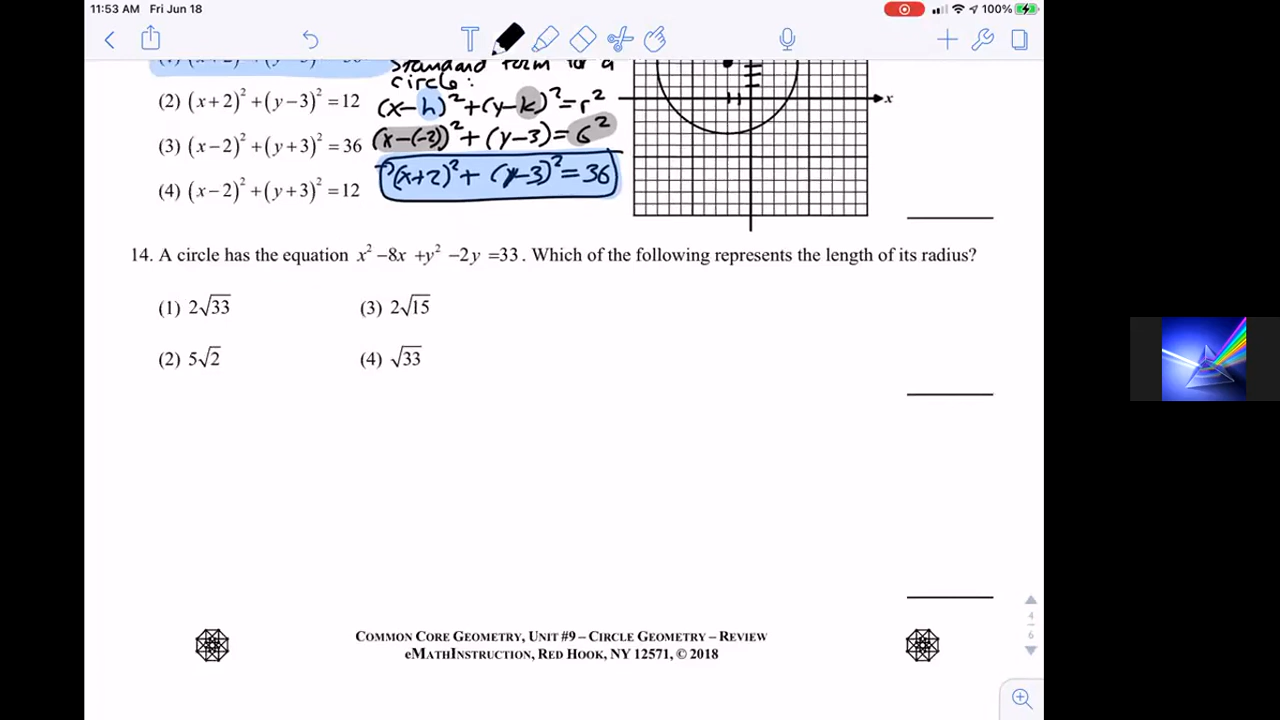 11:53 AM Fri Jun 18
100%
T
standard form for a
circle:
(2) (x+2)² +(y−3)² =12
(x-h)²+(y-k)²=r²
x
(x-(-2))²+(y-3)=6²
(3) (x−2)² +(y+3)² =36
(x+2)²+(y-3)²=36
(4) (x−2)² +(y+3)² =12
14. A circle has the equation x² −8x +y² −2y =33. Which of the following represents the length of its radius?
(1) 2√33
(3) 2√15
(2) 5√2
(4) √33
4
6
COMMON CORE GEOMETRY, UNIT #9 – CIRCLE GEOMETRY – REVIEW
eMATHINSTRUCTION, RED HOOK, NY 12571, © 2018